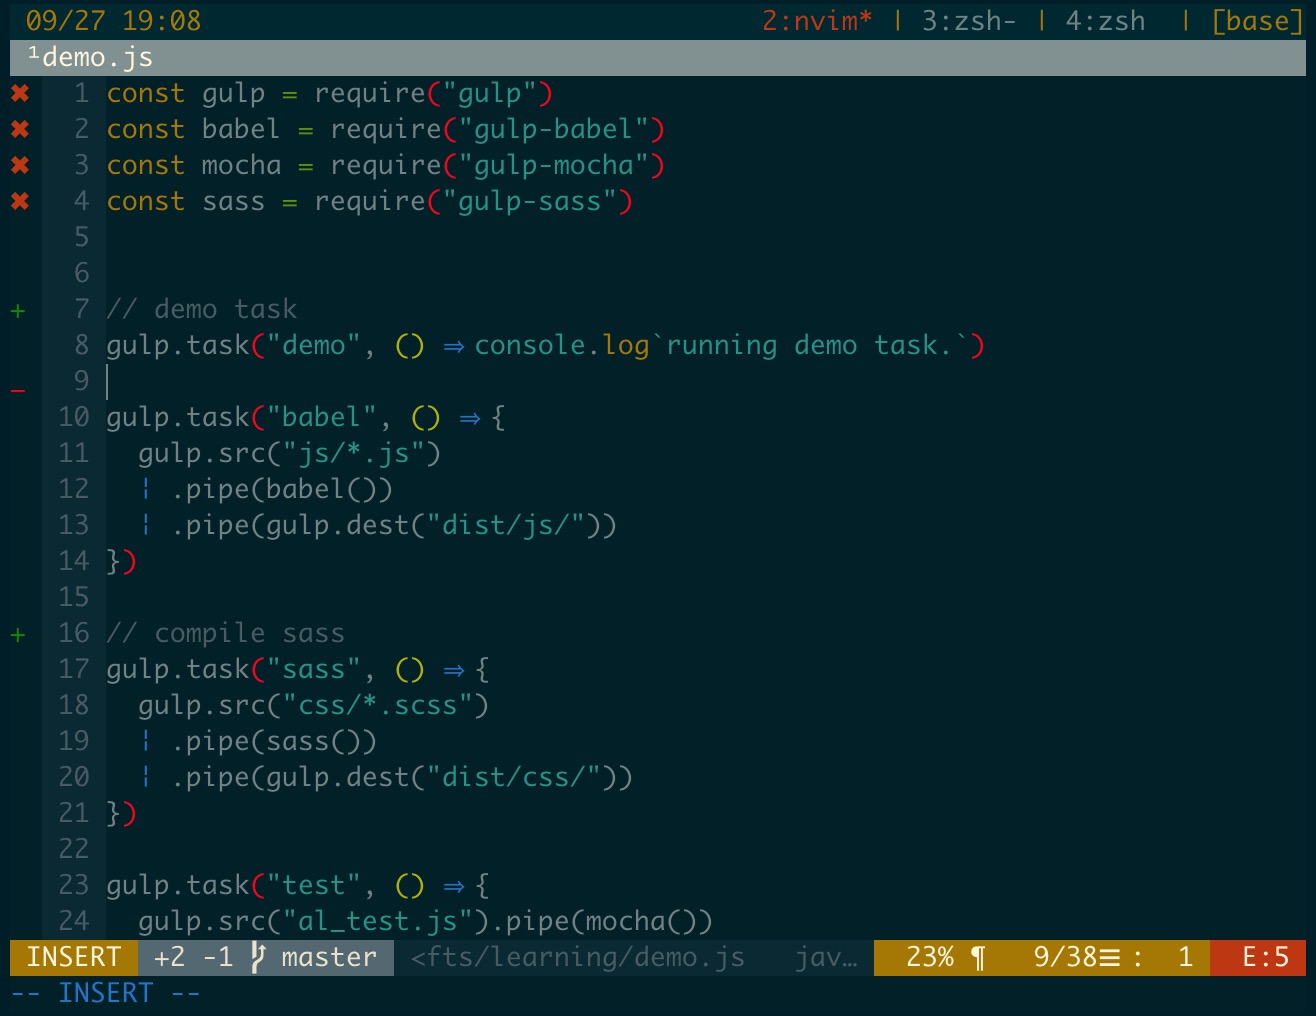 09/27 19:08 2:nvim* | 3:zsh- | 4:zsh | [base]
¹demo.js
✖ 1 const gulp = require("gulp")
✖ 2 const babel = require("gulp-babel")
✖ 3 const mocha = require("gulp-mocha")
✖ 4 const sass = require("gulp-sass")
5
6
+ 7 // demo task
8 gulp.task("demo", () ⇒ console.log`running demo task.`)
_ 9
10 gulp.task("babel", () ⇒ {
11   gulp.src("js/*.js")
12   ¦ .pipe(babel())
13   ¦ .pipe(gulp.dest("dist/js/"))
14 })
15
+ 16 // compile sass
17 gulp.task("sass", () ⇒ {
18   gulp.src("css/*.scss")
19   ¦ .pipe(sass())
20   ¦ .pipe(gulp.dest("dist/css/"))
21 })
22
23 gulp.task("test", () ⇒ {
24   gulp.src("al_test.js").pipe(mocha())
INSERT +2 -1 master <fts/learning/demo.js jav… 23% ¶ 9/38☰ : 1 E:5
-- INSERT --